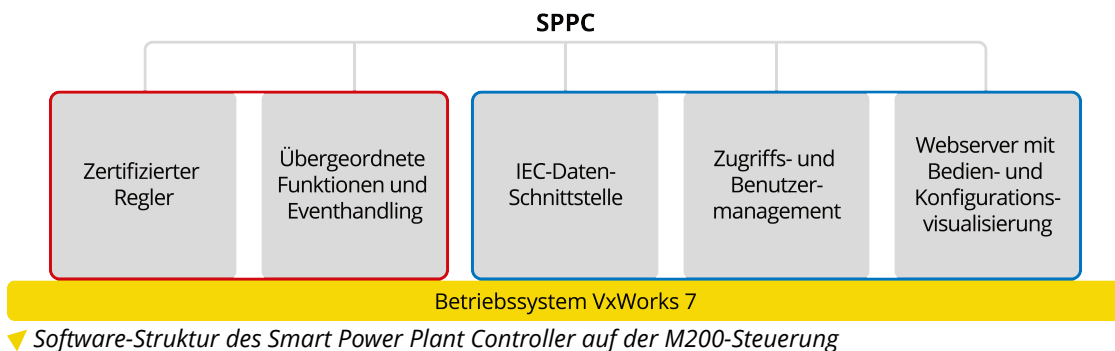 SPPC
Zertifizierter
Regler
Übergeordnete
Funktionen und
Eventhandling
IEC-Daten-
Schnittstelle
Zugriffs- und
Benutzer-
management
Webserver mit
Bedien- und
Konfigurations-
visualisierung
Betriebssystem VxWorks 7
Software-Struktur des Smart Power Plant Controller auf der M200-Steuerung